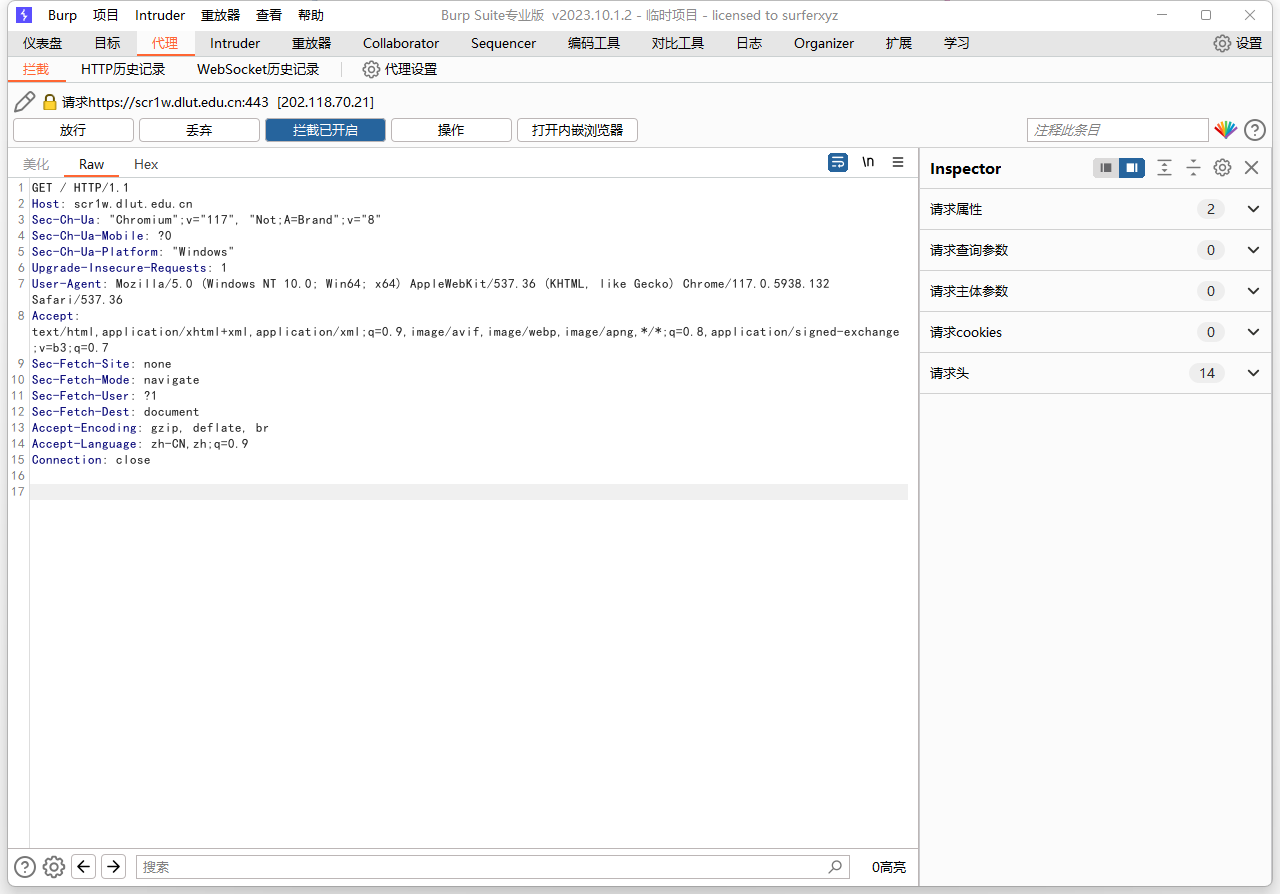 Burp 项目 Intruder 重放器 查看 帮助 Burp Suite专业版 v2023.10.1.2 - 临时项目 - licensed to surferxyz
仪表盘 目标 代理 Intruder 重放器 Collaborator Sequencer 编码工具 对比工具 日志 Organizer 扩展 学习 设置
拦截 HTTP历史记录 WebSocket历史记录 代理设置
请求https://scr1w.dlut.edu.cn:443 [202.118.70.21]
放行 丢弃 拦截已开启 操作 打开内嵌浏览器 注释此条目
美化 Raw Hex \n
1 GET / HTTP/1.1
2 Host: scr1w.dlut.edu.cn
3 Sec-Ch-Ua: "Chromium";v="117", "Not;A=Brand";v="8"
4 Sec-Ch-Ua-Mobile: ?0
5 Sec-Ch-Ua-Platform: "Windows"
6 Upgrade-Insecure-Requests: 1
7 User-Agent: Mozilla/5.0 (Windows NT 10.0; Win64; x64) AppleWebKit/537.36 (KHTML, like Gecko) Chrome/117.0.5938.132
Safari/537.36
8 Accept:
text/html,application/xhtml+xml,application/xml;q=0.9,image/avif,image/webp,image/apng,*/*;q=0.8,application/signed-exchange
;v=b3;q=0.7
9 Sec-Fetch-Site: none
10 Sec-Fetch-Mode: navigate
11 Sec-Fetch-User: ?1
12 Sec-Fetch-Dest: document
13 Accept-Encoding: gzip, deflate, br
14 Accept-Language: zh-CN,zh;q=0.9
15 Connection: close
16
17
Inspector
请求属性 2
请求查询参数 0
请求主体参数 0
请求cookies 0
请求头 14
搜索 0高亮